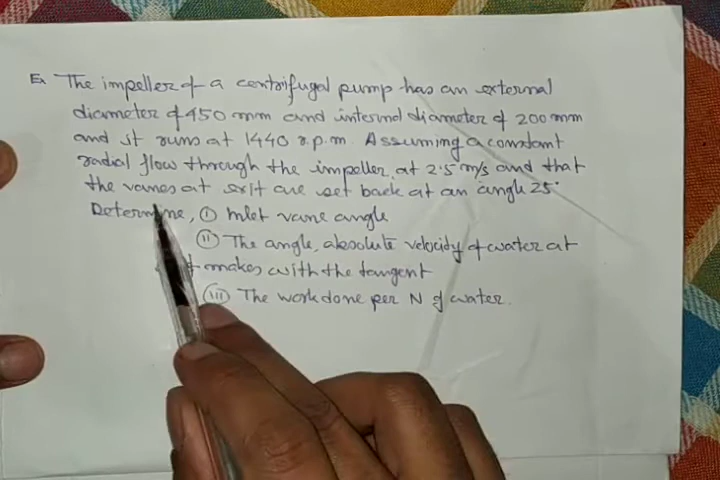 Ex The impeller of a centrifugal pump has an external
diameter of 450 mm and internal diameter of 200 mm
and it runs at 1440 r.p.m. Assuming a constant
radial flow through the impeller at 2.5 m/s and that
the vanes at exit are set back at an angle 25°
Determine, (i) Inlet vane angle
(ii) The angle, absolute velocity of water at
makes with the tangent
(iii) The workdone per N of water.